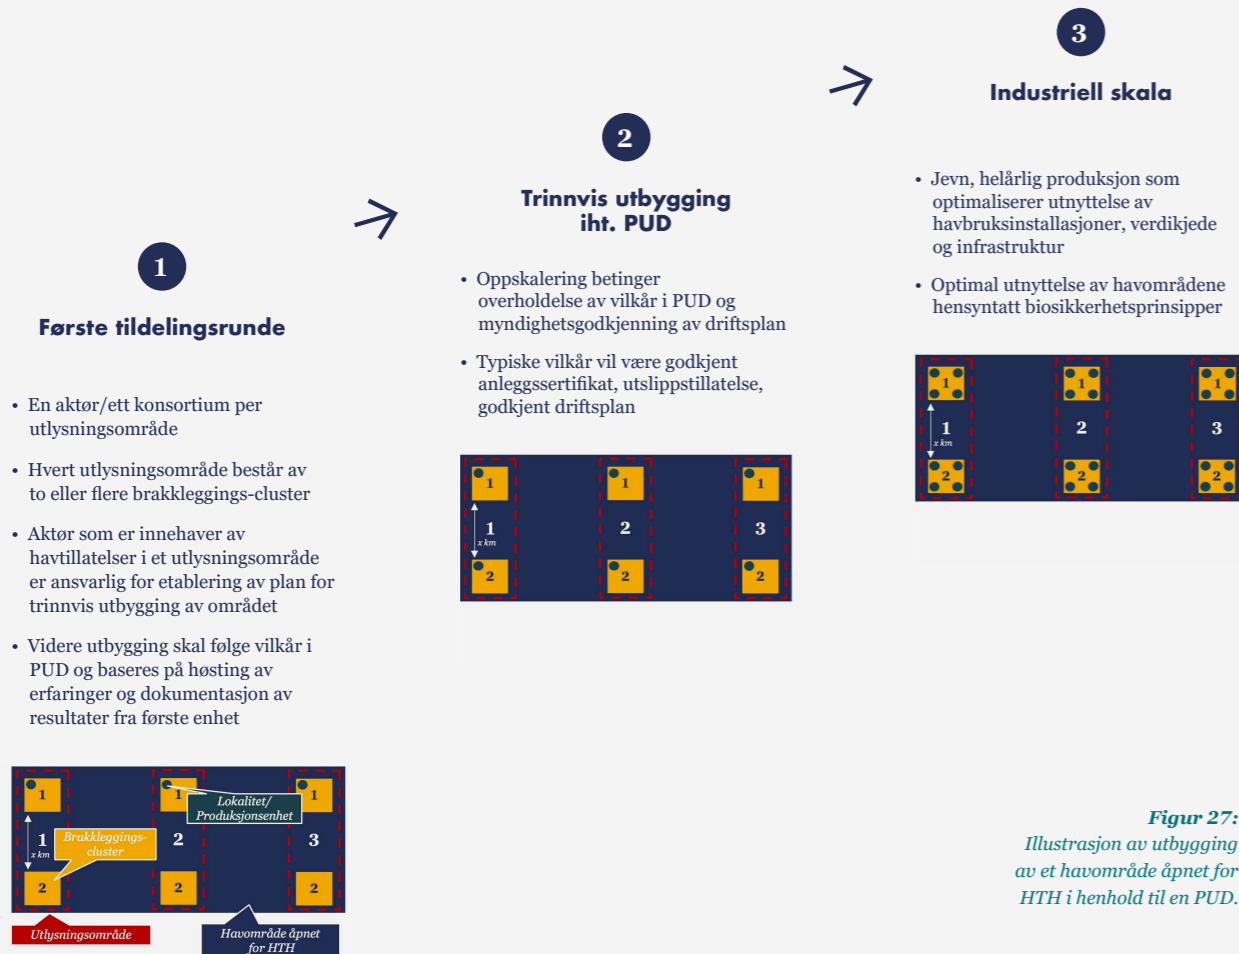 1
Første tildelingsrunde
• En aktør/ett konsortium per
utlysningsområde
• Hvert utlysningsområde består av
to eller flere brakkleggings-cluster
• Aktør som er innehaver av
havtillatelser i et utlysningsområde
er ansvarlig for etablering av plan for
trinnvis utbygging av området
• Videre utbygging skal følge vilkår i
PUD og baseres på høsting av
erfaringer og dokumentasjon av
resultater fra første enhet
1
1
1
Lokalitet/
Produksjonsenhet
1
x km
Brakkleggings-
cluster
2
3
2
2
2
Utlysningsområde
Havområde åpnet
for HTH
2
Trinnvis utbygging
iht. PUD
• Oppskalering betinger
overholdelse av vilkår i PUD og
myndighetsgodkjenning av driftsplan
• Typiske vilkår vil være godkjent
anleggssertifikat, utslippstillatelse,
godkjent driftsplan
1
1
1
1
x km
2
3
2
2
2
3
Industriell skala
• Jevn, helårlig produksjon som
optimaliserer utnyttelse av
havbruksinstallasjoner, verdikjede
og infrastruktur
• Optimal utnyttelse av havområdene
hensyntatt biosikkerhetsprinsipper
1
1
1
1
x km
2
3
2
2
2
Figur 27:
Illustrasjon av utbygging
av et havområde åpnet for
HTH i henhold til en PUD.